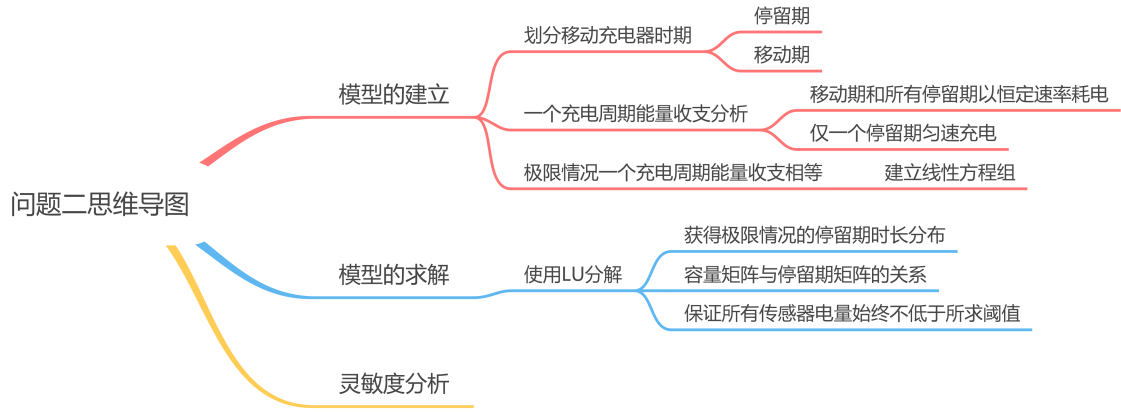 问题二思维导图
模型的建立
划分移动充电器时期
停留期
移动期
一个充电周期能量收支分析
移动期和所有停留期以恒定速率耗电
仅一个停留期匀速充电
极限情况一个充电周期能量收支相等
建立线性方程组
模型的求解
使用LU分解
获得极限情况的停留期时长分布
容量矩阵与停留期矩阵的关系
保证所有传感器电量始终不低于所求阈值
灵敏度分析